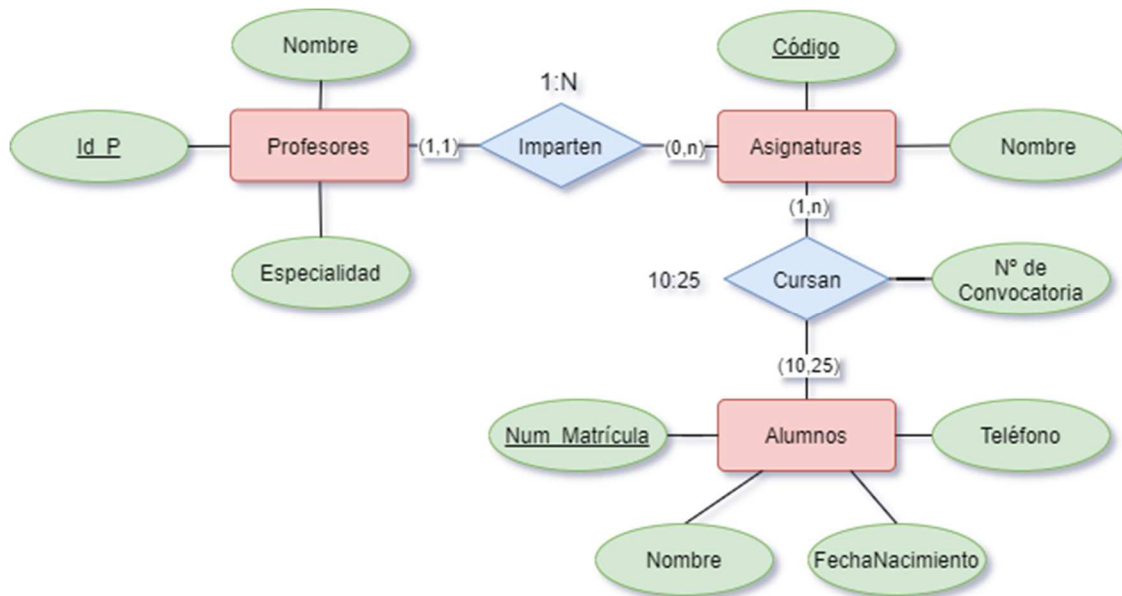 Nombre
Código
1:N
Id_P
Profesores
(1,1)
Imparten
(0,n)
Asignaturas
Nombre
(1,n)
Especialidad
10:25
Cursan
Nº de
Convocatoria
(10,25)
Num_Matrícula
Alumnos
Teléfono
Nombre
FechaNacimiento